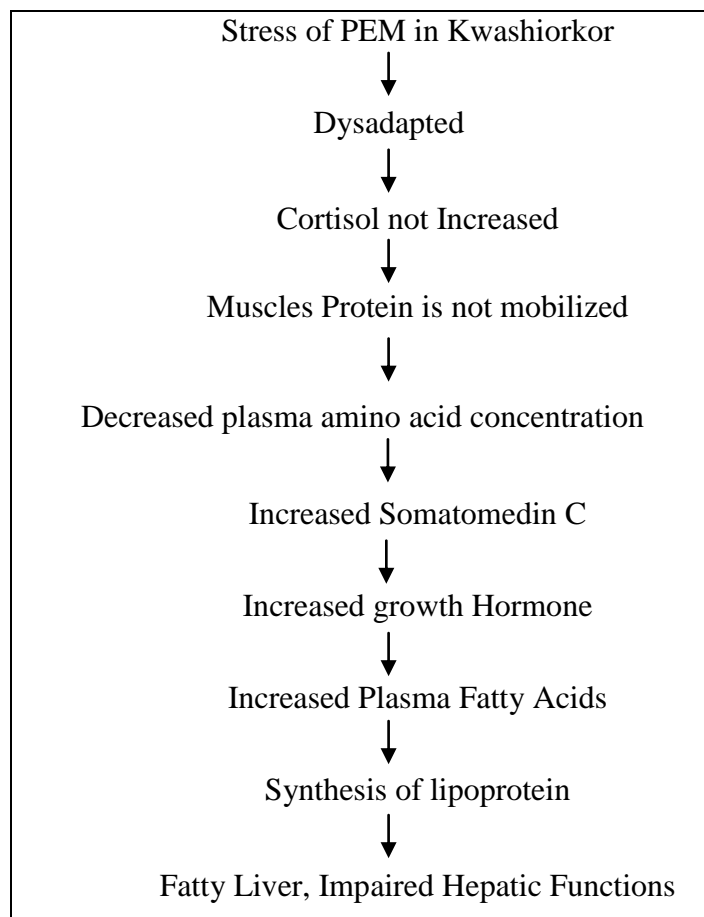 Stress of PEM in Kwashiorkor
Dysadapted
Cortisol not Increased
Muscles Protein is not mobilized
Decreased plasma amino acid concentration
Increased Somatomedin C
Increased growth Hormone
Increased Plasma Fatty Acids
Synthesis of lipoprotein
Fatty Liver, Impaired Hepatic Functions